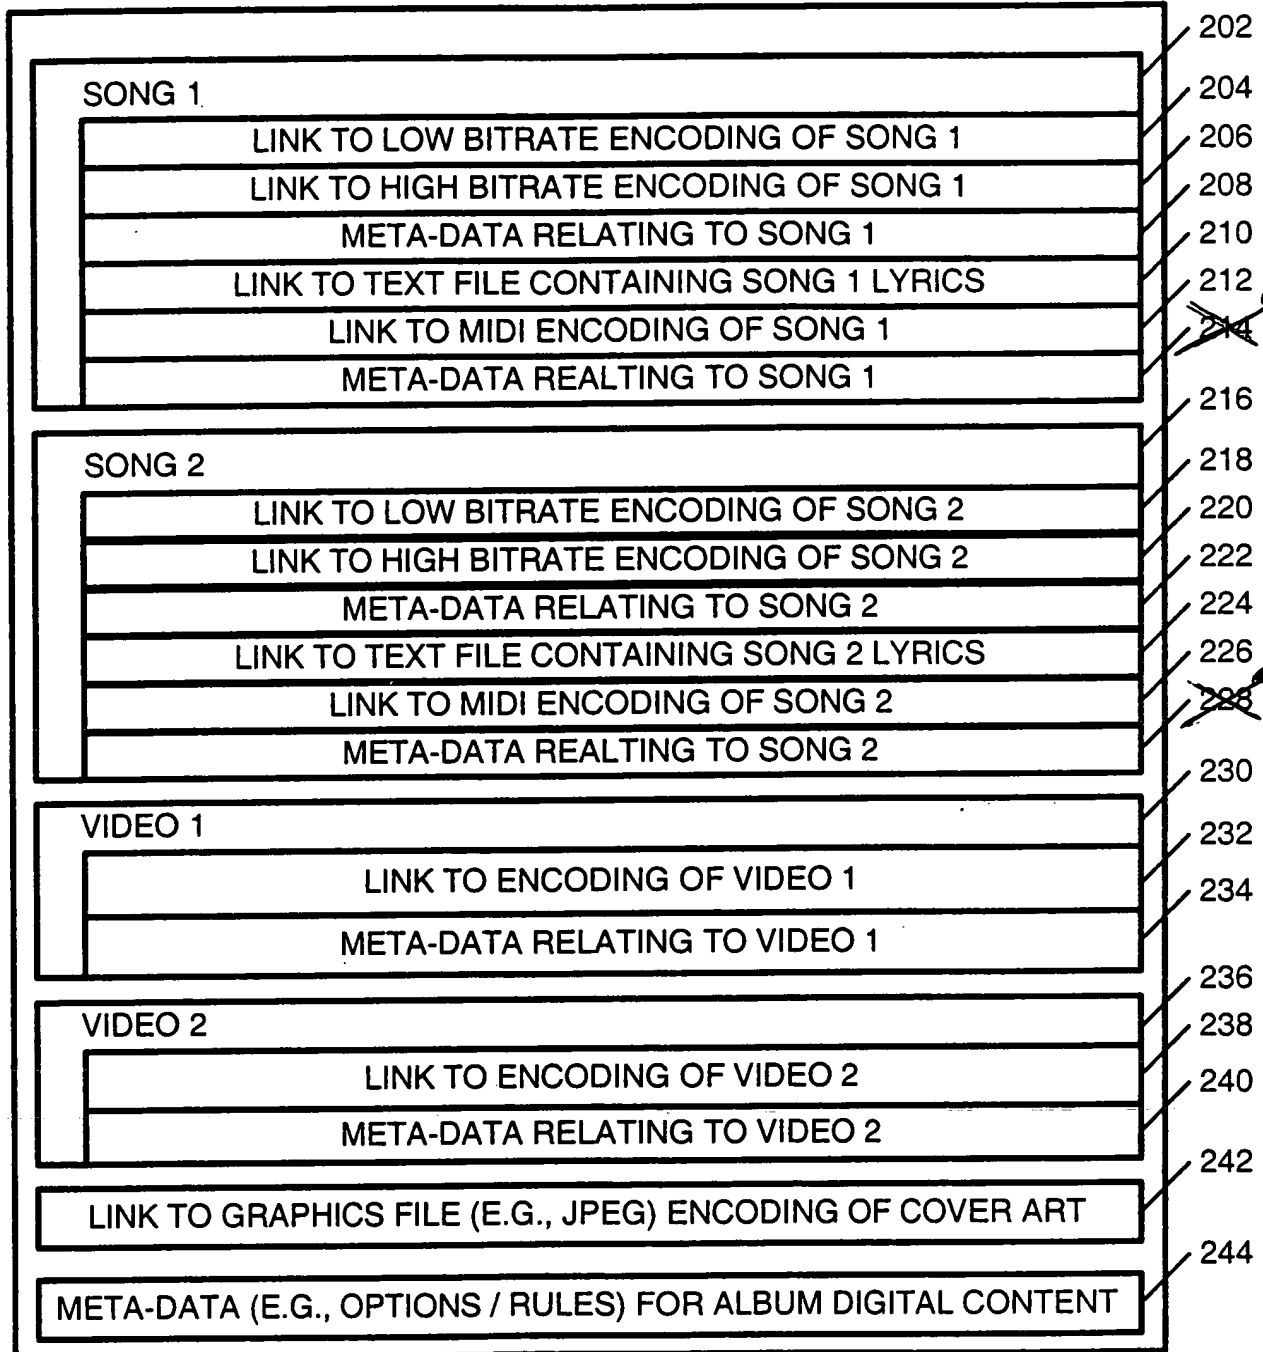 202
SONG 1
204
LINK TO LOW BITRATE ENCODING OF SONG 1
206
LINK TO HIGH BITRATE ENCODING OF SONG 1
208
META-DATA RELATING TO SONG 1
210
LINK TO TEXT FILE CONTAINING SONG 1 LYRICS
212
LINK TO MIDI ENCODING OF SONG 1
214
META-DATA REALTING TO SONG 1
216
SONG 2
218
LINK TO LOW BITRATE ENCODING OF SONG 2
220
LINK TO HIGH BITRATE ENCODING OF SONG 2
222
META-DATA RELATING TO SONG 2
224
LINK TO TEXT FILE CONTAINING SONG 2 LYRICS
226
LINK TO MIDI ENCODING OF SONG 2
228
META-DATA REALTING TO SONG 2
230
VIDEO 1
232
LINK TO ENCODING OF VIDEO 1
234
META-DATA RELATING TO VIDEO 1
236
VIDEO 2
238
LINK TO ENCODING OF VIDEO 2
240
META-DATA RELATING TO VIDEO 2
242
LINK TO GRAPHICS FILE (E.G., JPEG) ENCODING OF COVER ART
244
META-DATA (E.G., OPTIONS / RULES) FOR ALBUM DIGITAL CONTENT